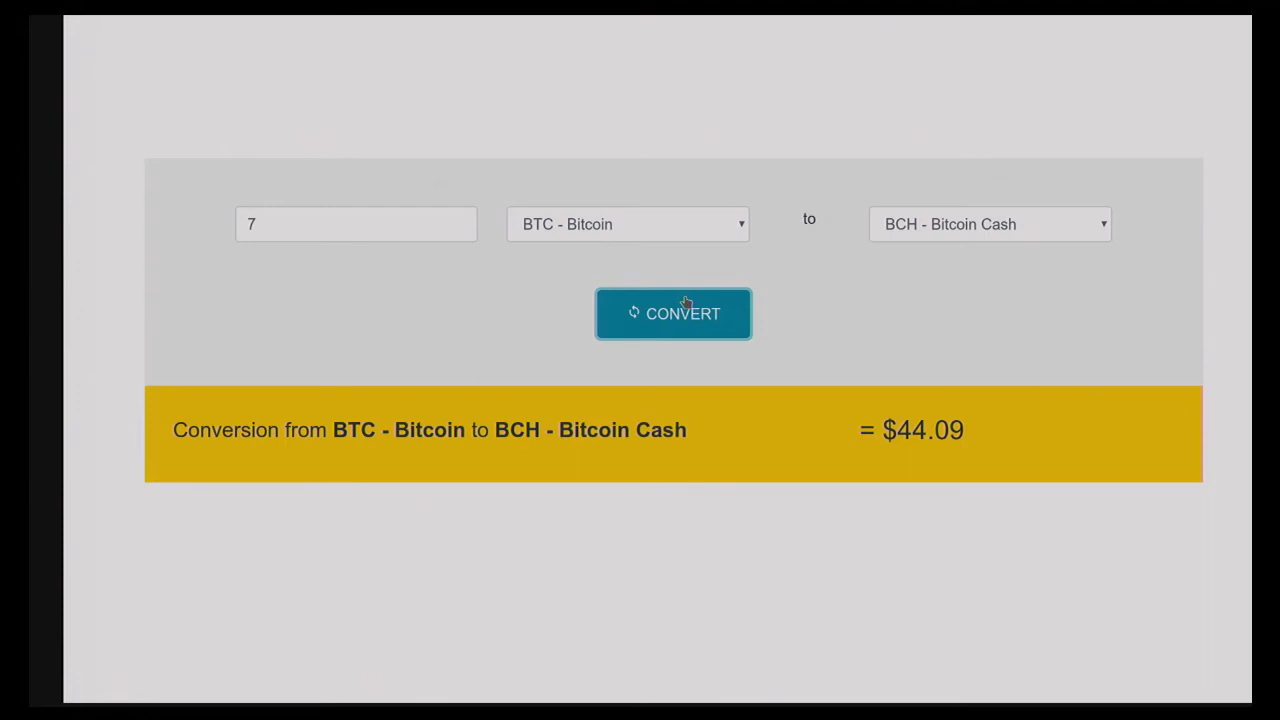 7
BTC - Bitcoin
to
BCH - Bitcoin Cash
CONVERT
Conversion from BTC - Bitcoin to BCH - Bitcoin Cash
= $44.09